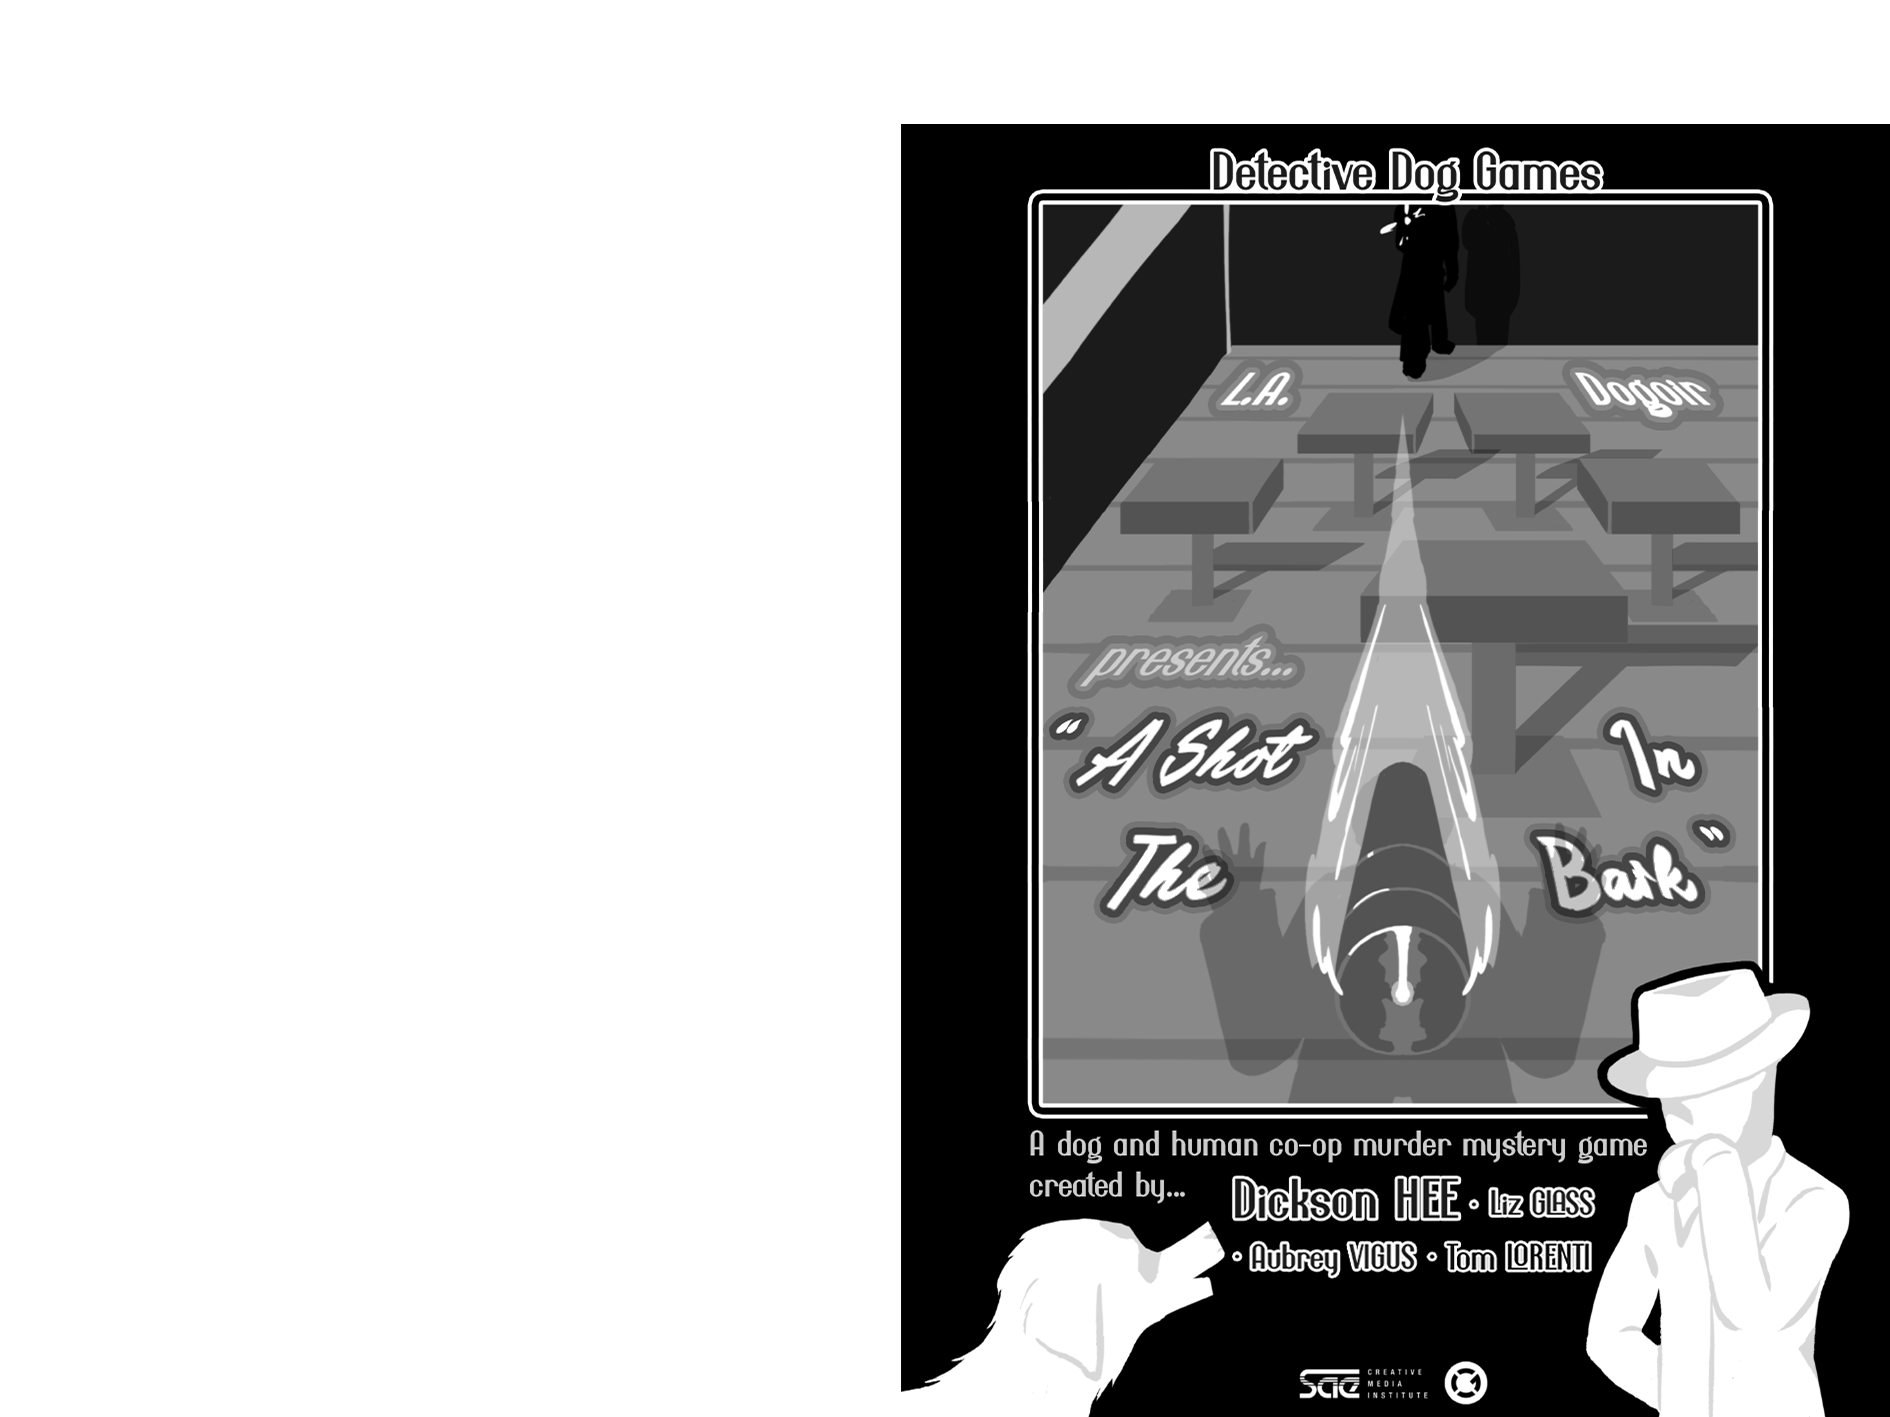 Detective Dog Games
L.A. Dogoir
presents...
"A Shot In
The Bark"
A dog and human co-op murder mystery game
created by...
Dickson HEE • Liz GLASS
• Aubrey VIGUS • Tom LORENTI
sae CREATIVE
MEDIA
INSTITUTE